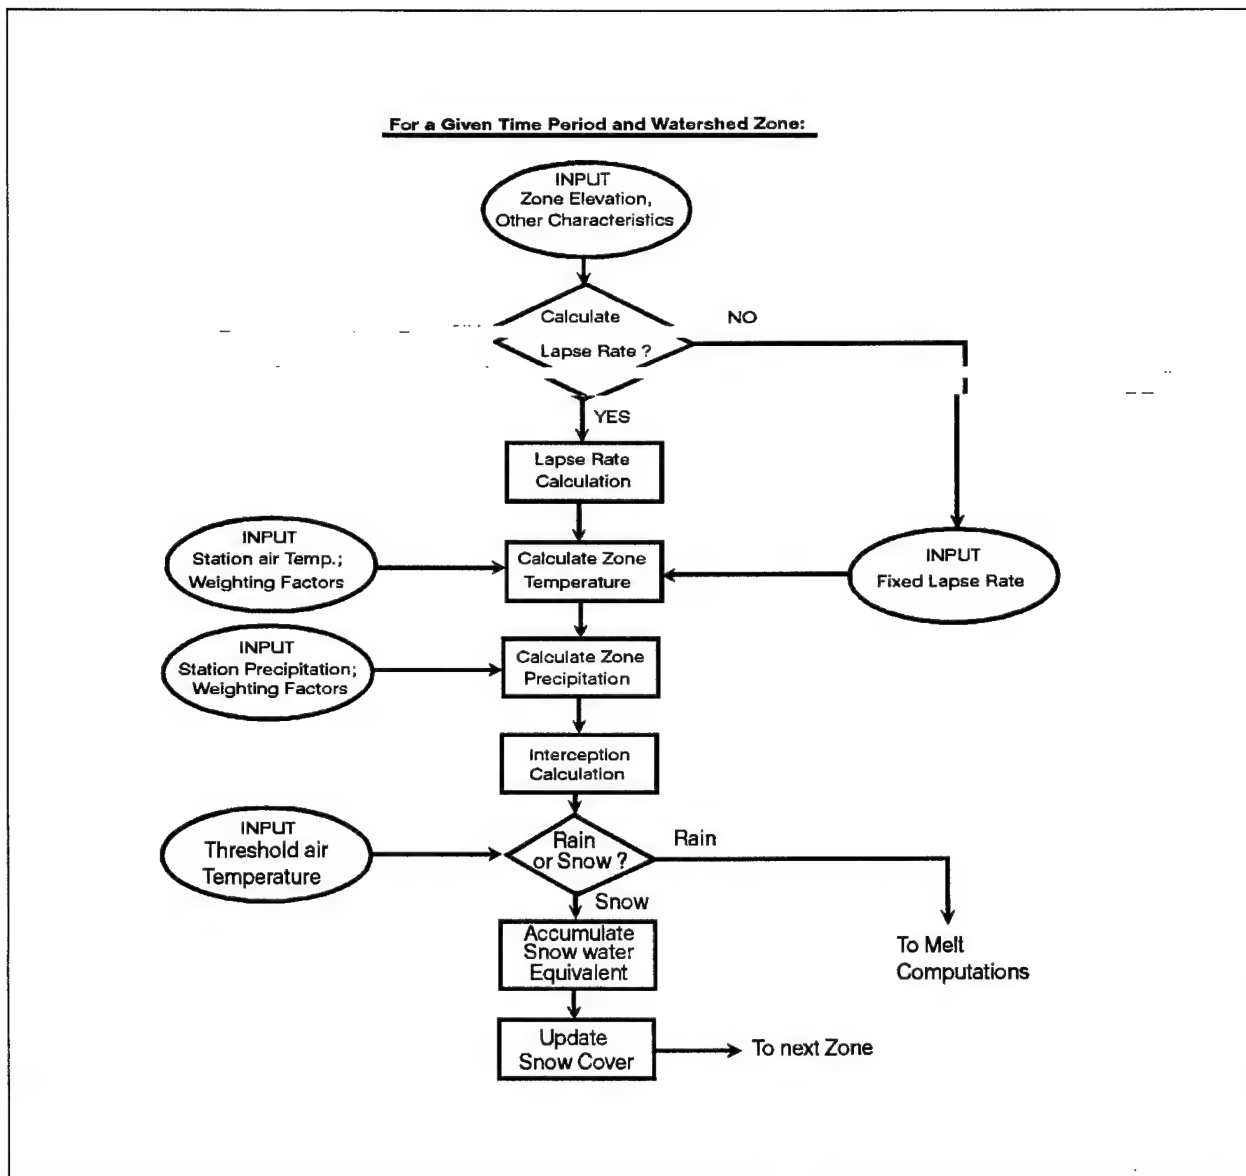 For a Given Time Period and Watershed Zone:
INPUT
Zone Elevation,
Other Characteristics
Calculate
Lapse Rate ?
NO
YES
Lapse Rate
Calculation
INPUT
Station air Temp.;
Weighting Factors
Calculate Zone
Temperature
INPUT
Fixed Lapse Rate
INPUT
Station Precipitation;
Weighting Factors
Calculate Zone
Precipitation
Interception
Calculation
INPUT
Threshold air
Temperature
Rain
or Snow ?
Rain
Snow
To Melt
Computations
Accumulate
Snow water
Equivalent
Update
Snow Cover
To next Zone